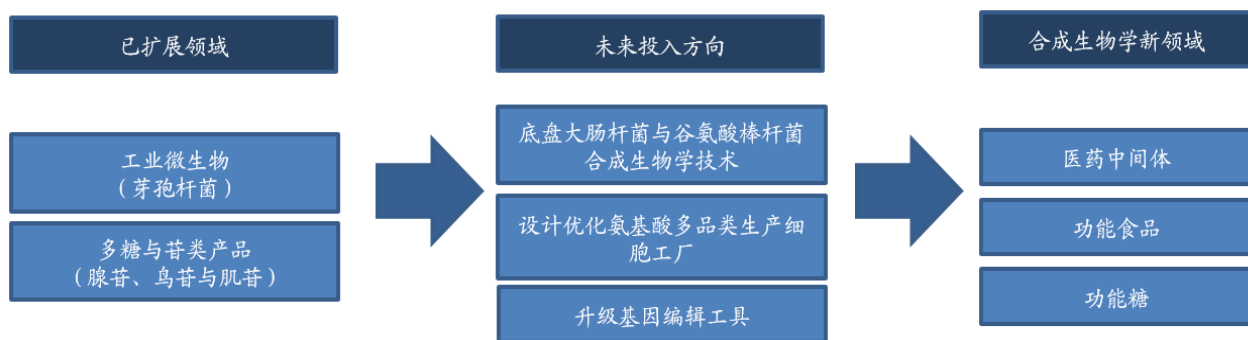 已扩展领域
工业微生物
（芽孢杆菌）
多糖与苷类产品
（腺苷、鸟苷与肌苷）
未来投入方向
底盘大肠杆菌与谷氨酸棒杆菌
合成生物学技术
设计优化氨基酸多品类生产细
胞工厂
升级基因编辑工具
合成生物学新领域
医药中间体
功能食品
功能糖